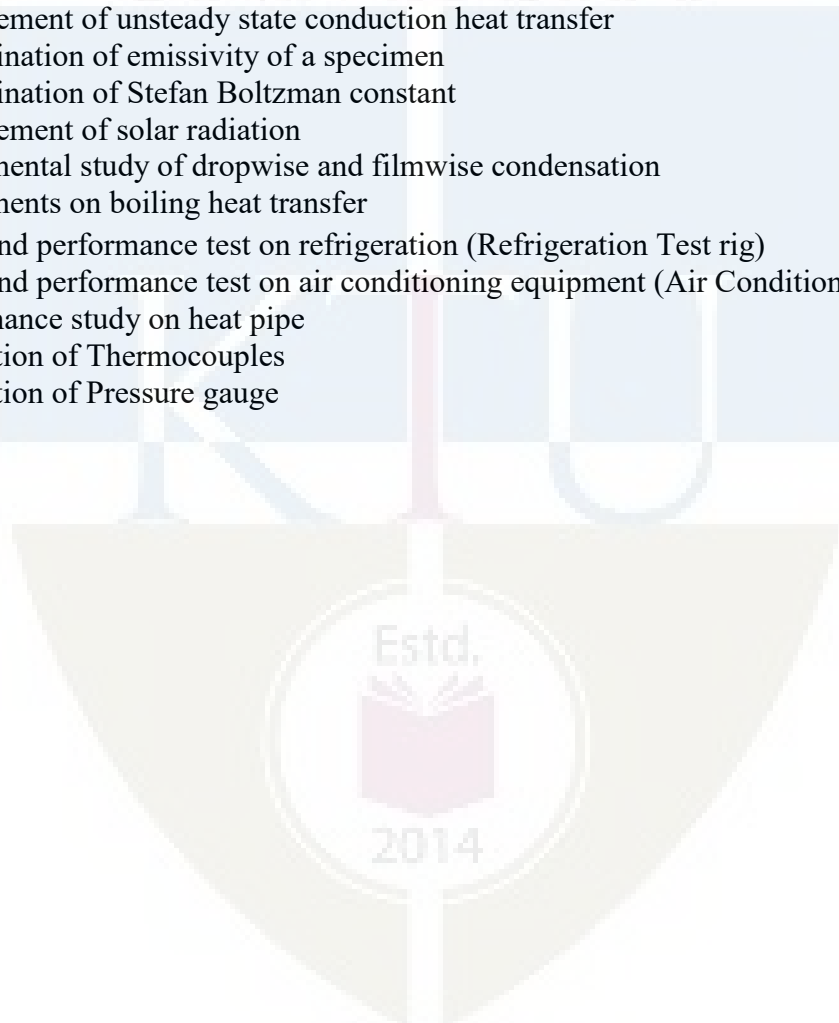 ement of unsteady state conduction heat transfer
ination of emissivity of a specimen
ination of Stefan Boltzman constant
ement of solar radiation
nental study of dropwise and filmwise condensation
nents on boiling heat transfer
nd performance test on refrigeration (Refrigeration Test rig)
nd performance test on air conditioning equipment (Air Condition
nance study on heat pipe
tion of Thermocouples
tion of Pressure gauge
KTU
Estd.
2014